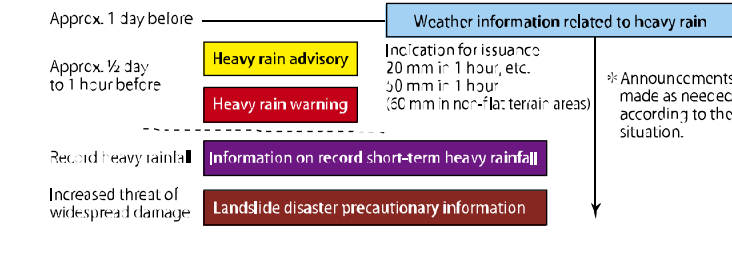 Approx. 1 day before
Weather information related to heavy rain
Approx. ½ day
to 1 hour before
Heavy rain advisory
Heavy rain warning
Indication for issuance
20 mm in 1 hour, etc.
50 mm in 1 hour
(60 mm in non-flat terrain areas)
* Announcements
made as needed
according to the
situation.
Record heavy rainfall
Information on record short-term heavy rainfall
Increased threat of
widespread damage
Landslide disaster precautionary information